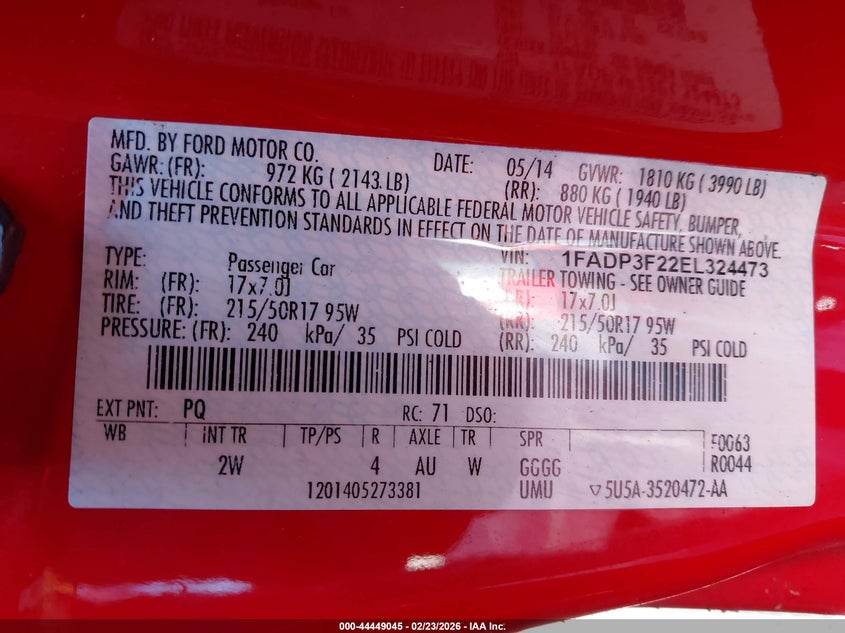 MFD. BY FORD MOTOR CO. DATE: 05/14 GVWR: 1810 KG ( 3990 LB)
GAWR: (FR): 972 KG ( 2143.LB) (RR): 880 KG ( 1940 LB)
THIS VEHICLE CONFORMS TO ALL APPLICABLE FEDERAL MOTOR VEHICLE SAFETY, BUMPER,
AND THEFT PREVENTION STANDARDS IN EFFECT ON THE DATE OF MANUFACTURE SHOWN ABOVE.
VIN: 1FADP3F22EL324473
TYPE: Passenger Car TRAILER TOWING - SEE OWNER GUIDE
RIM: (FR): 17x7.0J (RR): 17x7.0J
TIRE: (FR): 215/50R17 95W (RR): 215/50R17 95W
PRESSURE: (FR): 240 kPa/ 35 PSI COLD (RR): 240 kPa/ 35 PSI COLD
EXT PNT: PQ RC: 71 DSO:
WB INT TR TP/PS R AXLE TR SPR F0063
2W 4 AU W GGGG R0044
1201405273381 UMU ▽5U5A-3520472-AA
000-44449045 - 02/23/2026 - IAA Inc.